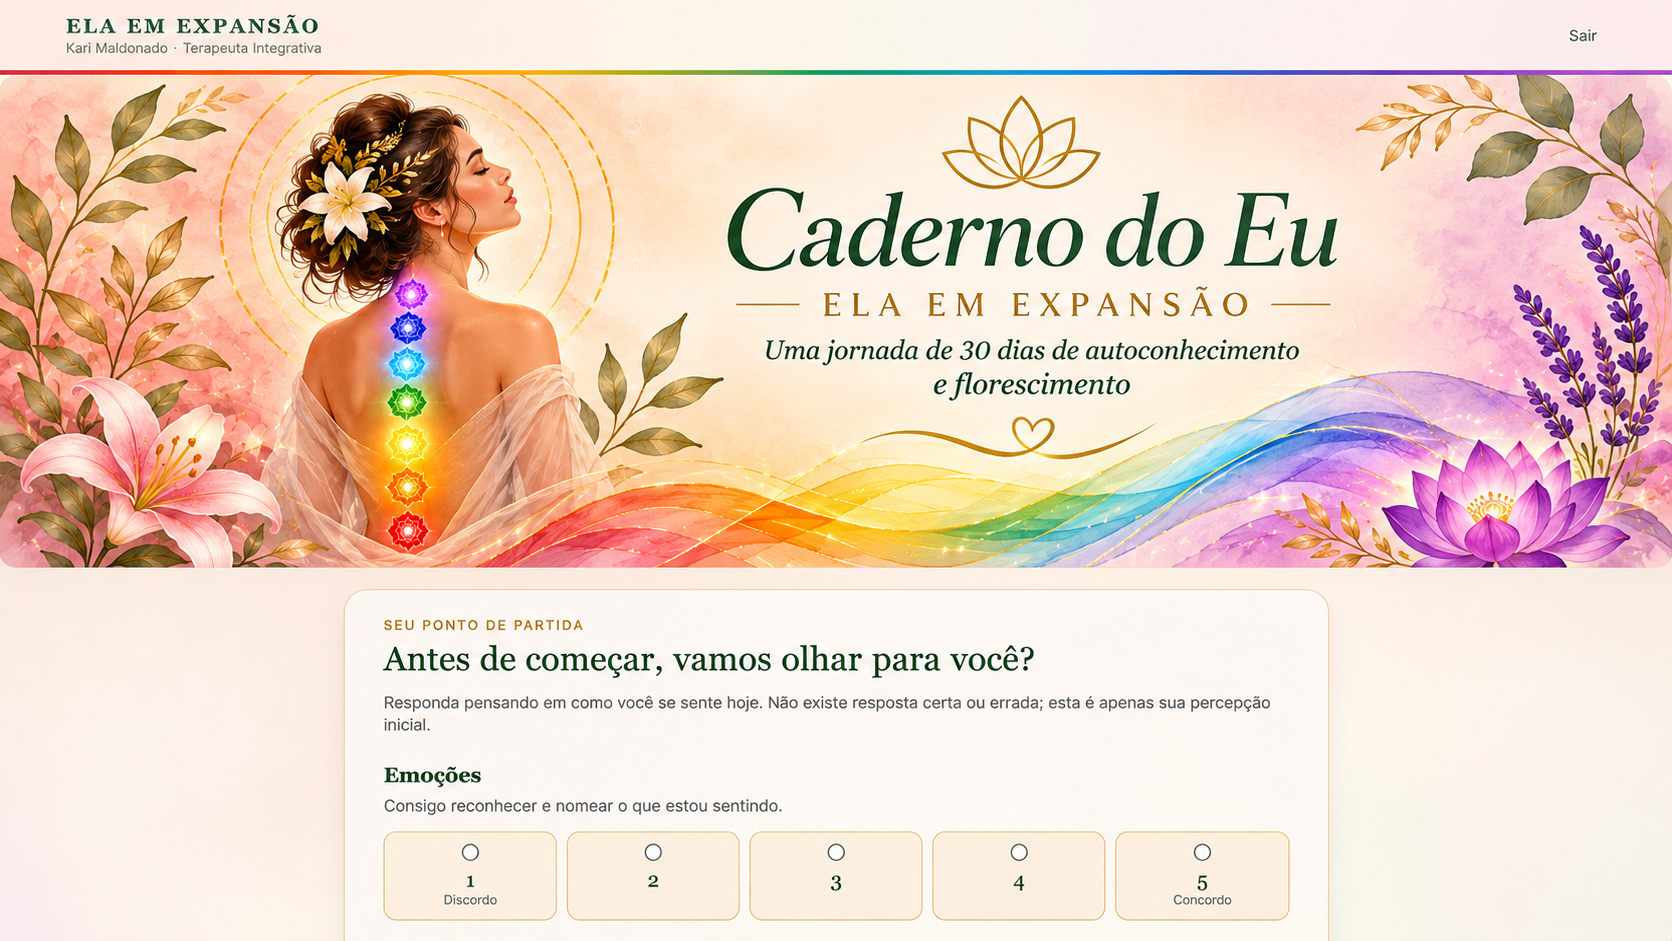 ELA EM EXPANSÃO
Kari Maldonado · Terapeuta Integrativa
Sair
Caderno do Eu
ELA EM EXPANSÃO
Uma jornada de 30 dias de autoconhecimento
e florescimento
SEU PONTO DE PARTIDA
Antes de começar, vamos olhar para você?
Responda pensando em como você se sente hoje. Não existe resposta certa ou errada; esta é apenas sua percepção
inicial.
Emoções
Consigo reconhecer e nomear o que estou sentindo.
1
Discordo
2
3
4
5
Concordo